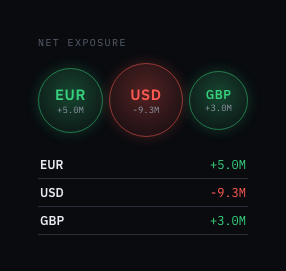 NET EXPOSURE
EUR USD GBP
+5.0M -9.3M +3.0M
EUR +5.0M
USD -9.3M
GBP +3.0M